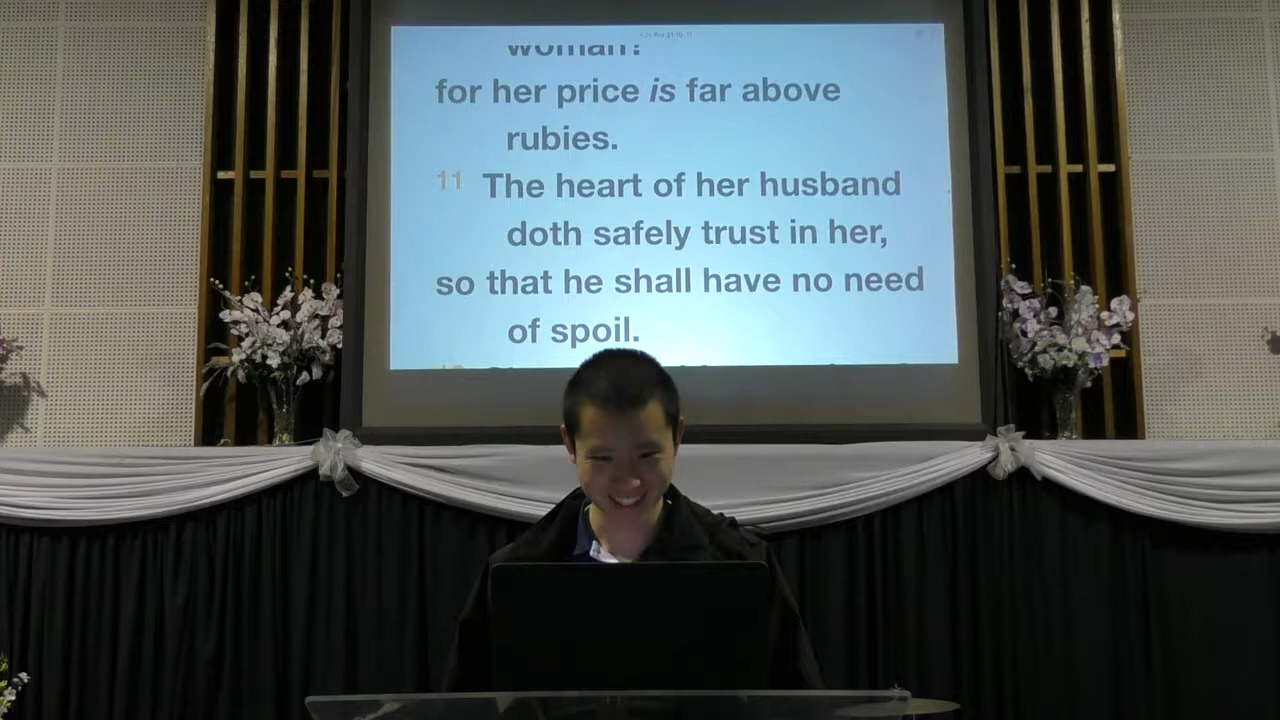 woman?
for her price is far above
rubies.
11 The heart of her husband
doth safely trust in her,
so that he shall have no need
of spoil.